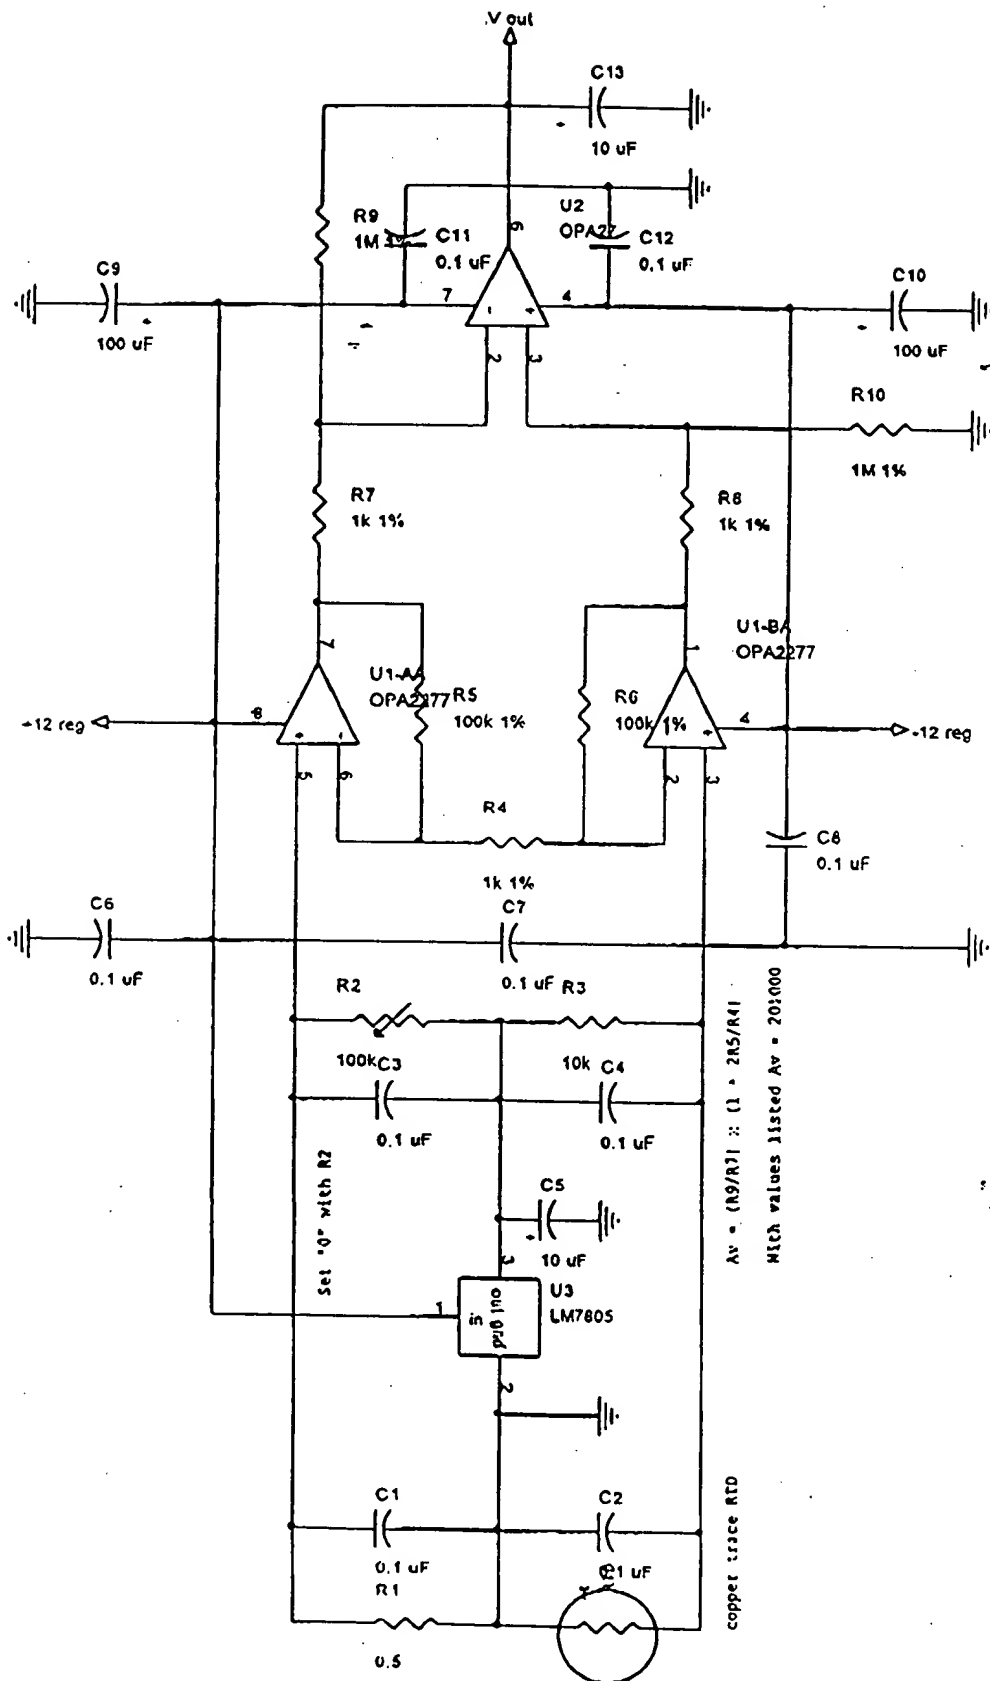 V out
C13
10 uF
R9
1M
C11
0.1 uF
U2
OPA27
6
C12
0.1 uF
C9
100 uF
7
4
C10
100 uF
2
3
R10
1M 1%
R7
1k 1%
R8
1k 1%
7
U1-AA
OPA2277
R5
100k 1%
R6
100k 1%
1
U1-BA
OPA2277
+12 reg
8
4
-12 reg
5
6
2
3
R4
1k 1%
C8
0.1 uF
C6
0.1 uF
C7
0.1 uF
R2
100k
R3
10k
C3
0.1 uF
C4
0.1 uF
Set "0" with R2
Av = (R9/R7) x (1 + 2R5/R4)
With values listed Av = 201000
C5
10 uF
3
U3
LM7805
1
in
out
gnd
2
C1
0.1 uF
C2
0.1 uF
R1
0.5
copper trace RTD